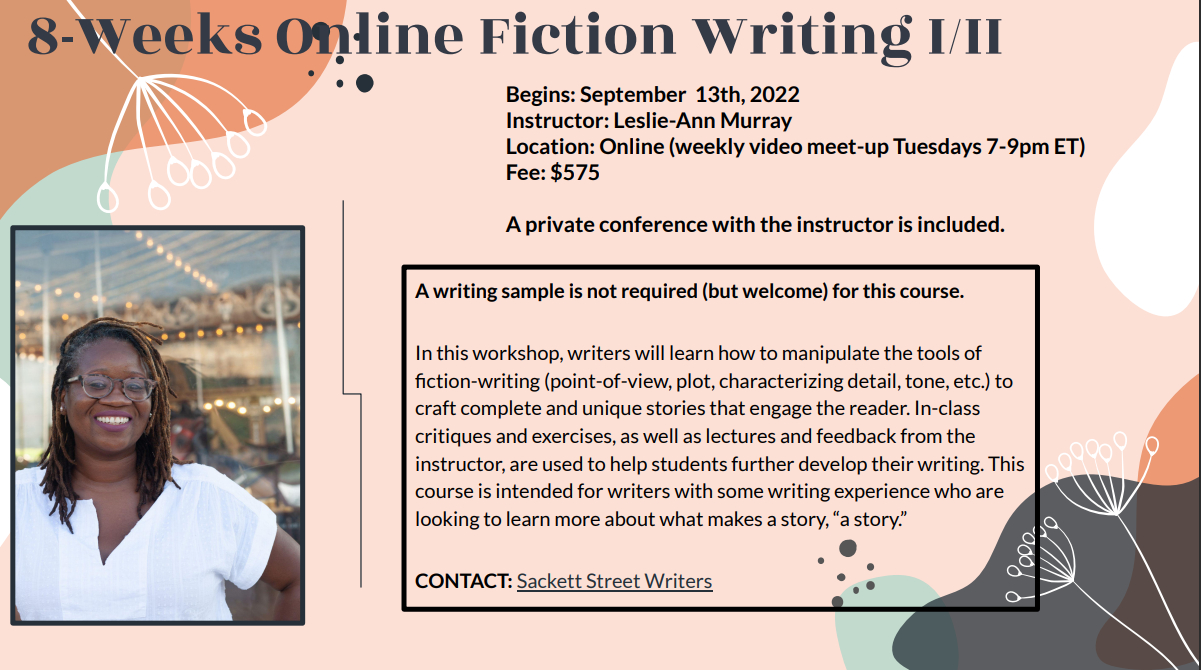 8-Weeks Online Fiction Writing I/II
Begins: September  13th, 2022
Instructor: Leslie-Ann Murray
Location: Online (weekly video meet-up Tuesdays 7-9pm ET)
Fee: $575
A private conference with the instructor is included.
A writing sample is not required (but welcome) for this course.
In this workshop, writers will learn how to manipulate the tools of
fiction-writing (point-of-view, plot, characterizing detail, tone, etc.) to
craft complete and unique stories that engage the reader. In-class
critiques and exercises, as well as lectures and feedback from the
instructor, are used to help students further develop their writing. This
course is intended for writers with some writing experience who are
looking to learn more about what makes a story, “a story.”
CONTACT: Sackett Street Writers